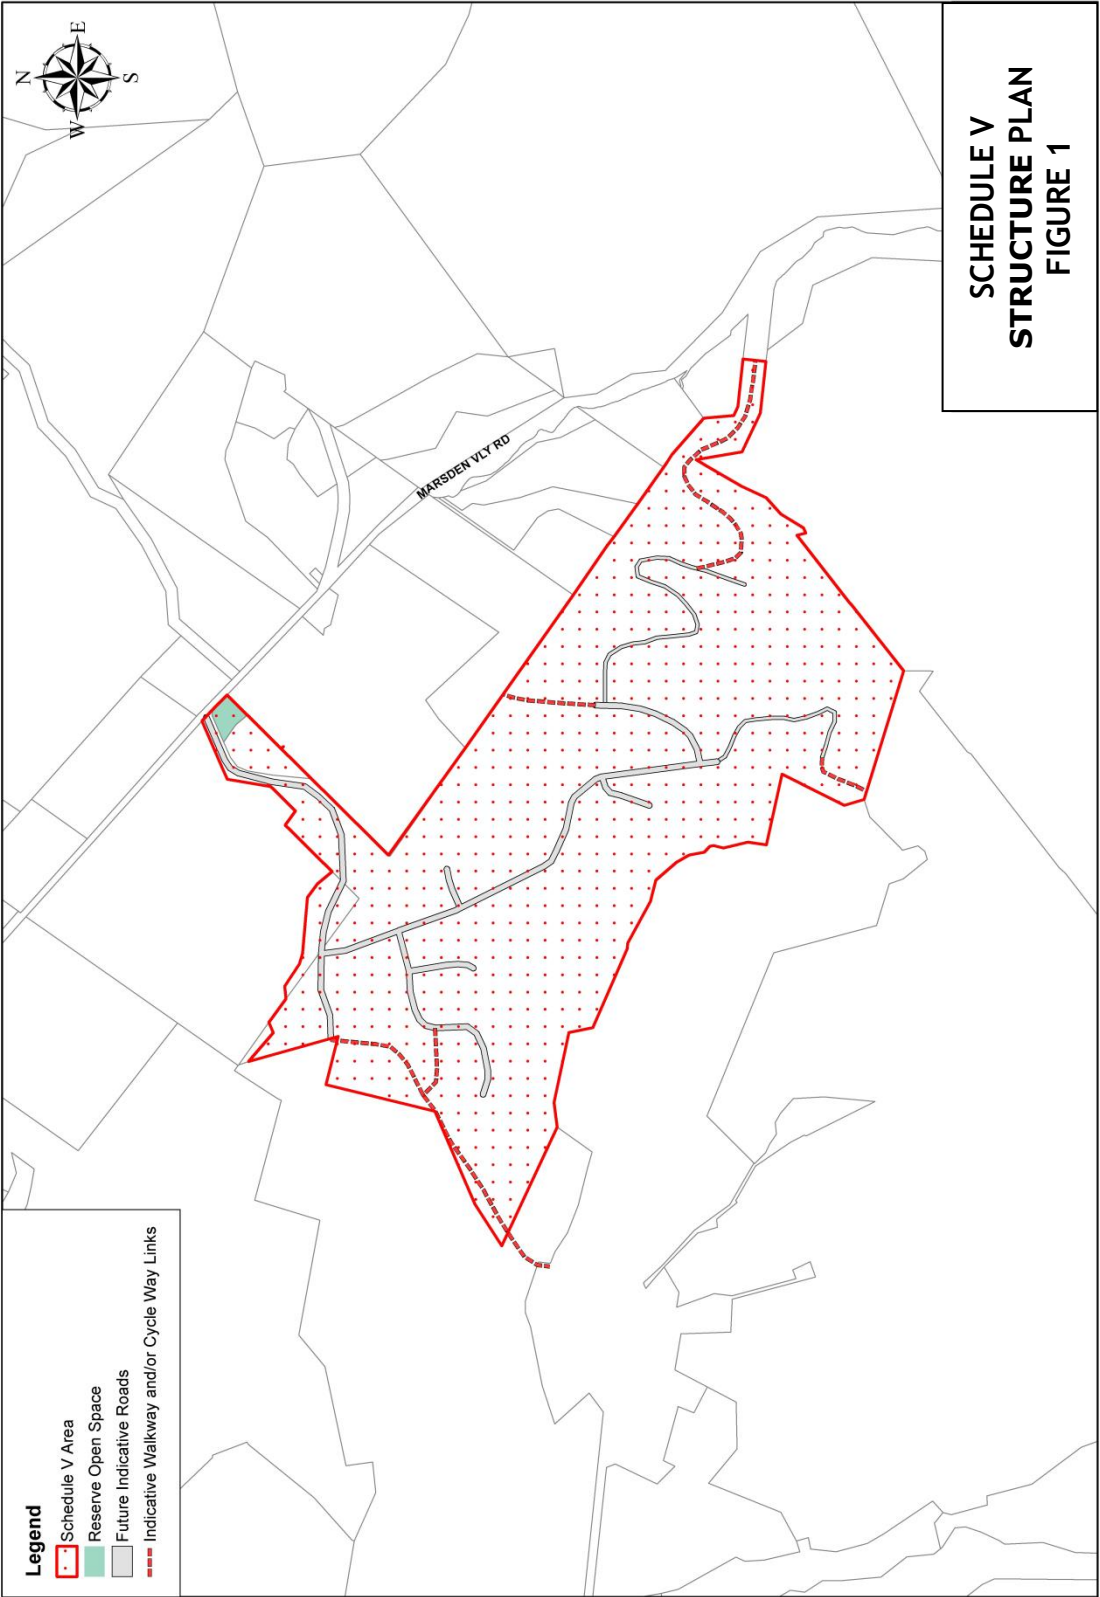 N
E
S
W
MARSDEN VLY RD
SCHEDULE V
STRUCTURE PLAN
FIGURE 1
Legend
Schedule V Area
Reserve Open Space
Future Indicative Roads
Indicative Walkway and/or Cycle Way Links